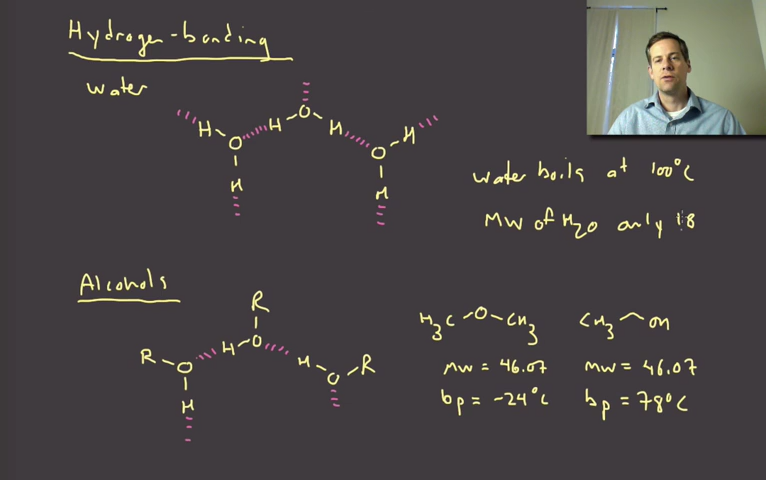 Hydrogen-bonding
water
H O H O H O H
H H
water boils at 100°C
MW of H2O only 18
Alcohols
R
R-O H-O H-O-R
H
H3C-O-CH3
CH3 OH
MW = 46.07
MW = 46.07
bp = -24°C
bp = 78°C